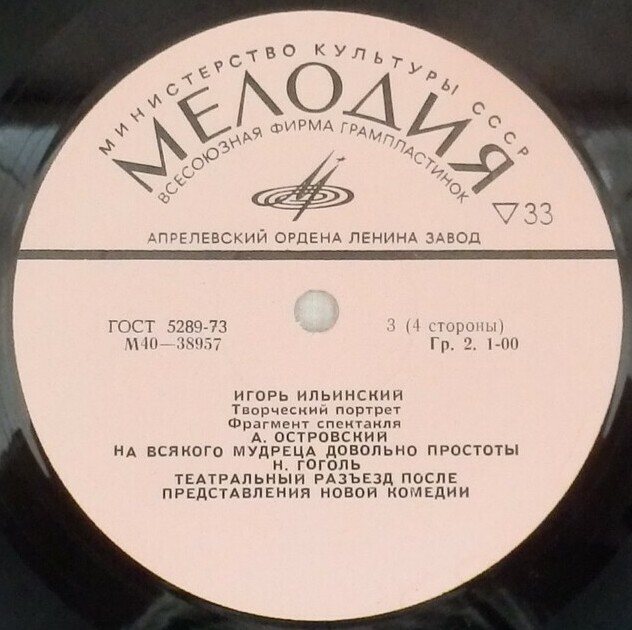 МИНИСТЕРСТВО КУЛЬТУРЫ СССР
МЕЛОДИЯ
ВСЕСОЮЗНАЯ ФИРМА ГРАМПЛАСТИНОК
▽33
АПРЕЛЕВСКИЙ ОРДЕНА ЛЕНИНА ЗАВОД
ГОСТ 5289-73 3 (4 стороны)
М40—38957 Гр. 2. 1-00
ИГОРЬ ИЛЬИНСКИЙ
Творческий портрет
Фрагмент спектакля
А. ОСТРОВСКИЙ
НА ВСЯКОГО МУДРЕЦА ДОВОЛЬНО ПРОСТОТЫ
Н. ГОГОЛЬ
ТЕАТРАЛЬНЫЙ РАЗЪЕЗД ПОСЛЕ
ПРЕДСТАВЛЕНИЯ НОВОЙ КОМЕДИИ